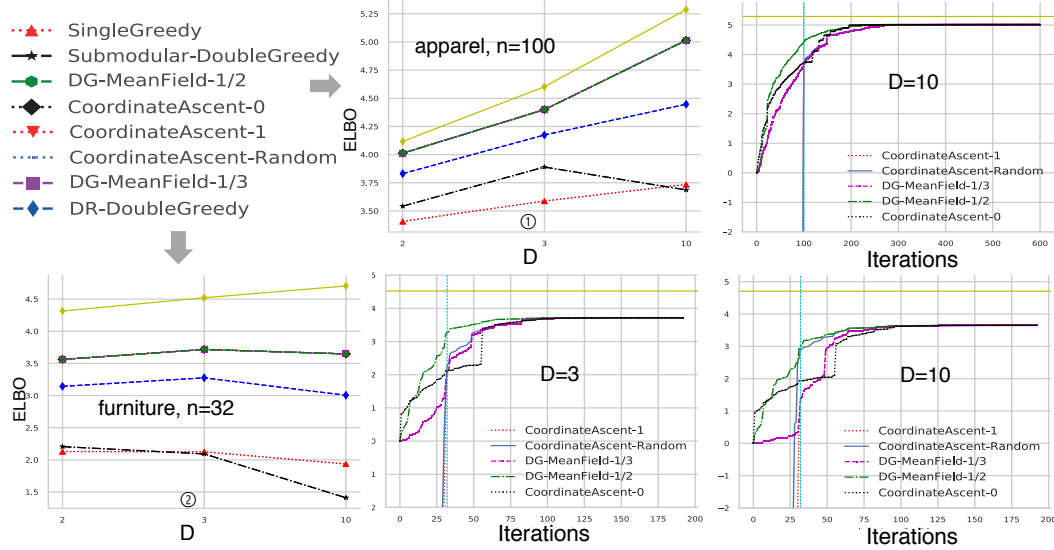 SingleGreedy
Submodular-DoubleGreedy
DG-MeanField-1/2
CoordinateAscent-0
CoordinateAscent-1
CoordinateAscent-Random
DG-MeanField-1/3
DR-DoubleGreedy
ELBO
5.25
5.00
4.75
4.50
4.25
4.00
3.75
3.50
apparel, n=100
①
2 3 10
D
5
4
3
2
1
0
1
2
D=10
CoordinateAscent-1
CoordinateAscent-Random
DG-MeanField-1/3
DG-MeanField-1/2
CoordinateAscent-0
0 100 200 300 400 500 600
Iterations
ELBO
4.5
4.0
3.5
3.0
2.5
2.0
1.5
furniture, n=32
②
2 3 10
D
5
4
3
2
1
0
1
2
D=3
CoordinateAscent-1
CoordinateAscent-Random
DG-MeanField-1/3
DG-MeanField-1/2
CoordinateAscent-0
0 25 50 75 100 125 150 175 200
Iterations
5
4
3
2
1
0
−1
−2
D=10
CoordinateAscent-1
CoordinateAscent-Random
DG-MeanField-1/3
DG-MeanField-1/2
CoordinateAscent-0
0 25 50 75 100 125 150 175 200
Iterations